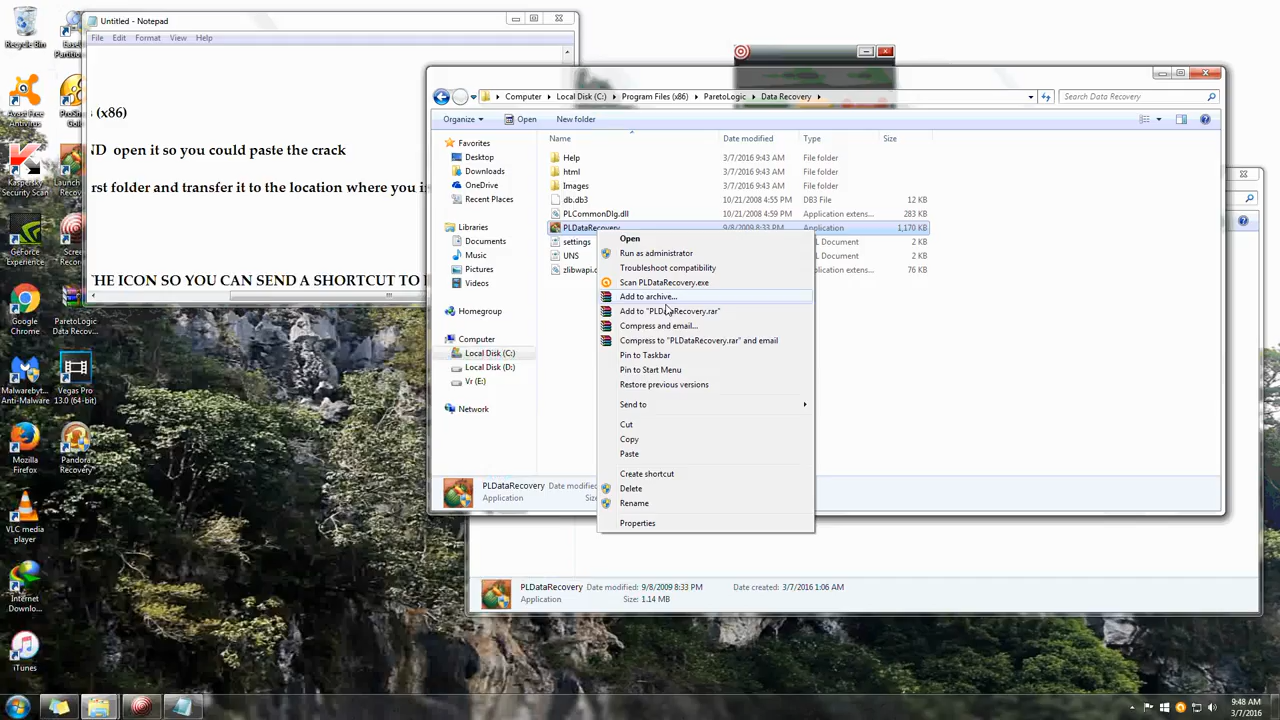 Untitled - Notepad
File Edit Format View Help
(x86)
ND open it so you could paste the crack
rst folder and transfer it to the location where you i
THE ICON SO YOU CAN SEND A SHORTCUT TO
Recycle Bin
Avast Free Antivirus
Kaspersky Security Scan
Launch
GeForce Experience
Google Chrome
ParetoLogic Data Recov...
Malwarebyt... Anti-Malware
Vegas Pro 13.0 (64-bit)
Mozilla Firefox
Pandora Recovery
VLC media player
Internet Downlo...
iTunes
Computer Local Disk (C:) Program Files (x86) ParetoLogic Data Recovery
Search Data Recovery
Organize Open New folder
Favorites
Desktop
Downloads
OneDrive
Recent Places
Libraries
Documents
Music
Pictures
Videos
Homegroup
Computer
Local Disk (C:)
Local Disk (D:)
Vr (E:)
Network
Name Date modified Type Size
Help 3/7/2016 9:43 AM File folder
html 3/7/2016 9:43 AM File folder
Images 3/7/2016 9:43 AM File folder
db.db3 10/21/2008 4:55 PM DB3 File 12 KB
PLCommonDlg.dll 10/21/2008 4:59 PM Application extens... 283 KB
PLDataRecovery 9/8/2009 8:33 PM Application 1,170 KB
settings L Document 2 KB
UNS L Document 2 KB
zlibwapi.d extens... 76 KB
Open
Run as administrator
Troubleshoot compatibility
Scan PLDataRecovery.exe
Add to archive...
Add to "PLDataRecovery.rar"
Compress and email...
Compress to "PLDataRecovery.rar" and email
Pin to Taskbar
Pin to Start Menu
Restore previous versions
Send to
Cut
Copy
Paste
Create shortcut
Delete
Rename
Properties
PLDataRecovery Date modified
Application Siz
PLDataRecovery Date modified: 9/8/2009 8:33 PM Date created: 3/7/2016 1:06 AM
Application Size: 1.14 MB
9:48 AM
3/7/2016